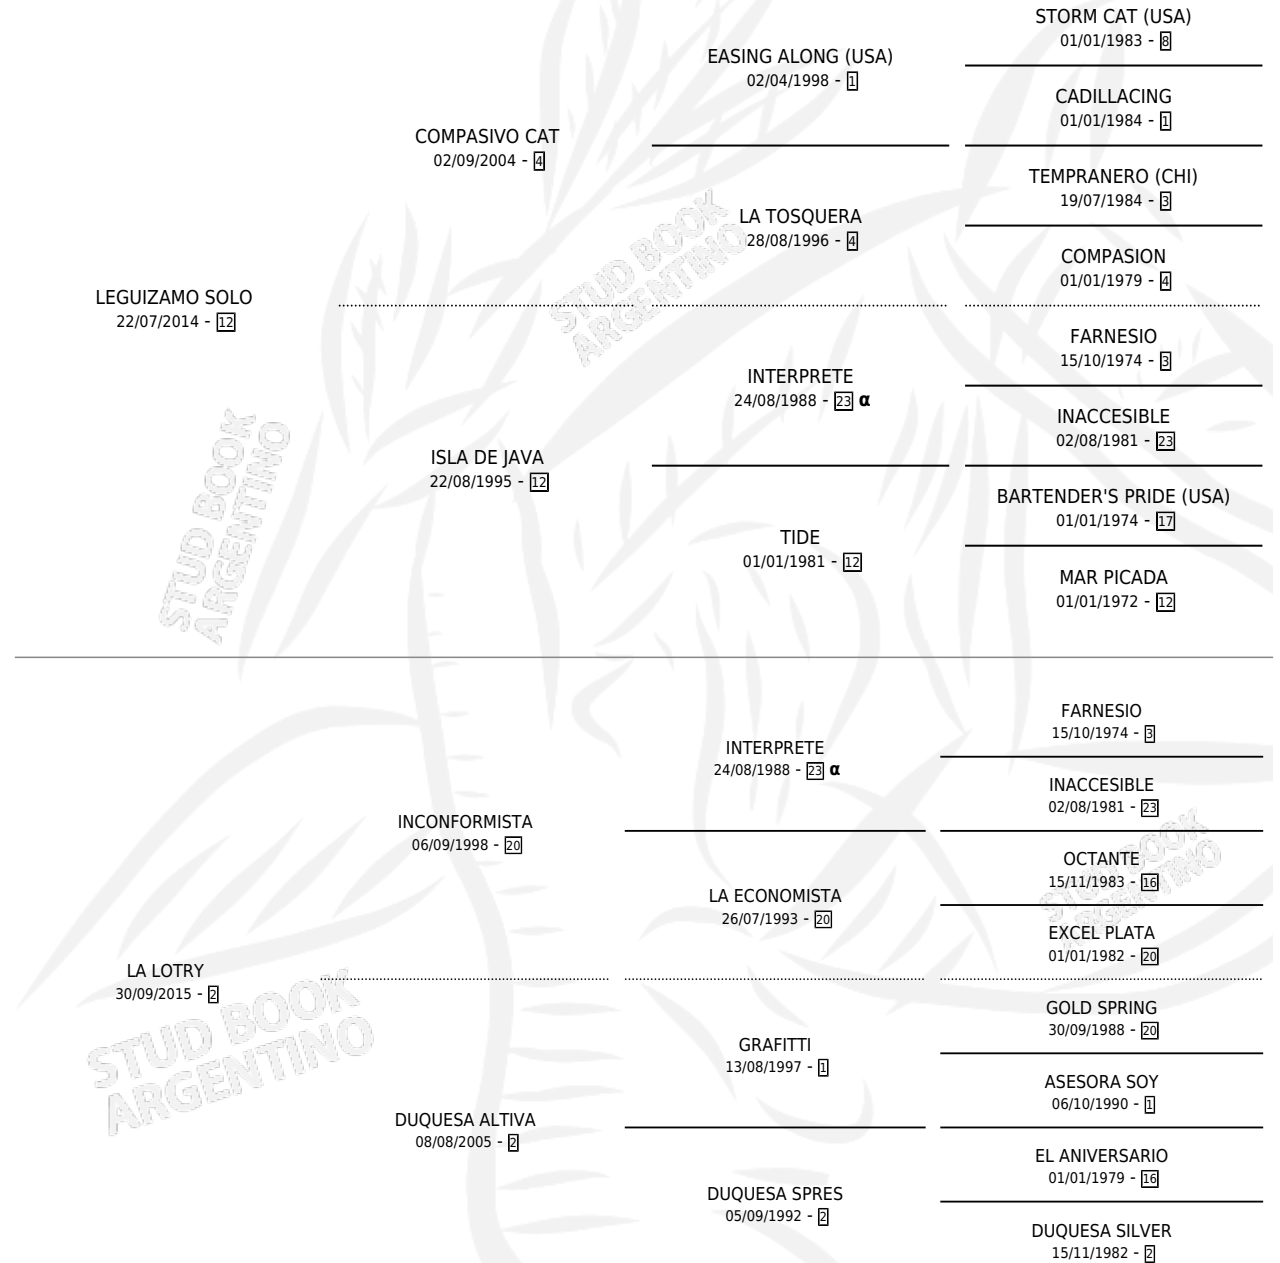 STORM CAT (USA)
01/01/1983 - 8
EASING ALONG (USA)
02/04/1998 - 1
CADILLACING
01/01/1984 - 1
COMPASIVO CAT
02/09/2004 - 4
TEMPRANERO (CHI)
19/07/1984 - 3
LA TOSQUERA
28/08/1996 - 4
COMPASION
01/01/1979 - 4
LEGUIZAMO SOLO
22/07/2014 - 12
FARNESIO
15/10/1974 - 3
INTERPRETE
24/08/1988 - 23 α
INACCESIBLE
02/08/1981 - 23
ISLA DE JAVA
22/08/1995 - 12
BARTENDER'S PRIDE (USA)
01/01/1974 - 17
TIDE
01/01/1981 - 12
MAR PICADA
01/01/1972 - 12
FARNESIO
15/10/1974 - 3
INTERPRETE
24/08/1988 - 23 α
INACCESIBLE
02/08/1981 - 23
INCONFORMISTA
06/09/1998 - 20
OCTANTE
15/11/1983 - 16
LA ECONOMISTA
26/07/1993 - 20
EXCEL PLATA
01/01/1982 - 20
LA LOTRY
30/09/2015 - 2
GOLD SPRING
30/09/1988 - 20
GRAFITTI
13/08/1997 - 1
ASESORA SOY
06/10/1990 - 1
DUQUESA ALTIVA
08/08/2005 - 2
EL ANIVERSARIO
01/01/1979 - 16
DUQUESA SPRES
05/09/1992 - 2
DUQUESA SILVER
15/11/1982 - 2
STUD BOOK
ARGENTINO
STUD BOOK
ARGENTINO
STUD BOOK
ARGENTINO
STUD BOOK
ARGENTINO